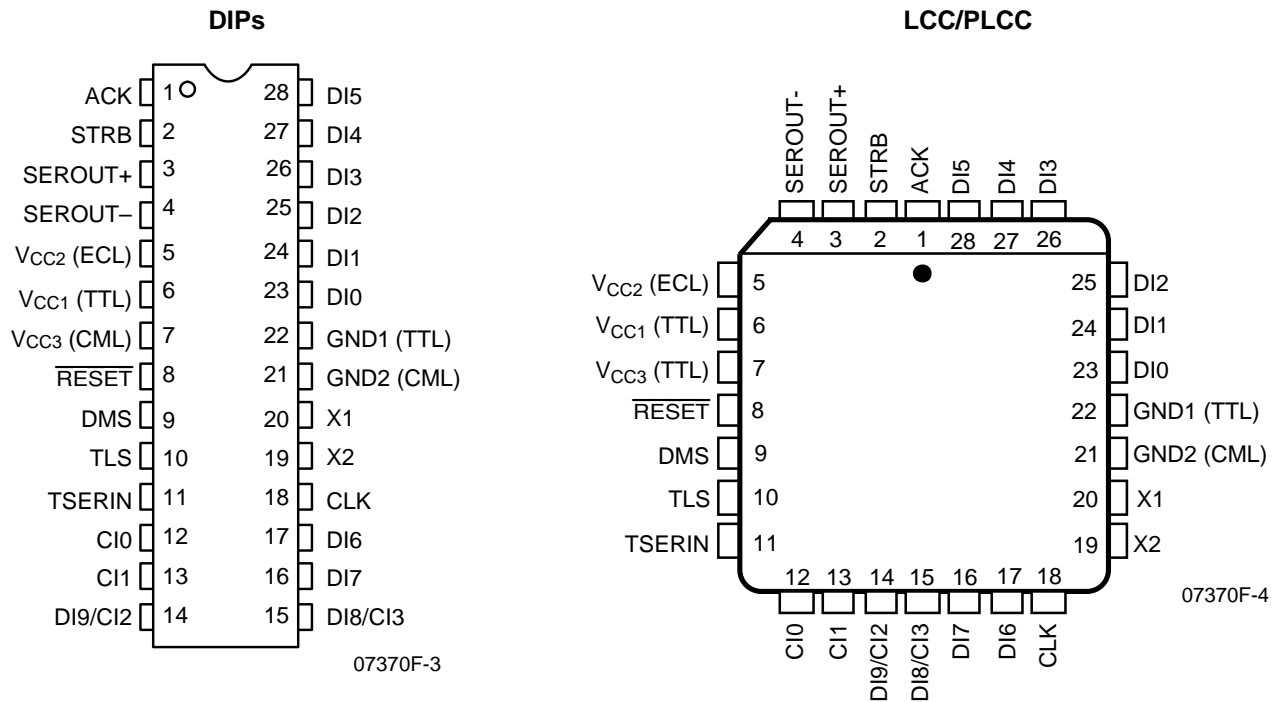 DIPs
ACK 1 28 DI5
STRB 2 27 DI4
SEROUT+ 3 26 DI3
SEROUT– 4 25 DI2
VCC2 (ECL) 5 24 DI1
VCC1 (TTL) 6 23 DI0
VCC3 (CML) 7 22 GND1 (TTL)
RESET 8 21 GND2 (CML)
DMS 9 20 X1
TLS 10 19 X2
TSERIN 11 18 CLK
CI0 12 17 DI6
CI1 13 16 DI7
DI9/CI2 14 15 DI8/CI3
07370F-3
LCC/PLCC
SEROUT- SEROUT+ STRB ACK DI5 DI4 DI3
4 3 2 1 28 27 26
VCC2 (ECL) 5 25 DI2
VCC1 (TTL) 6 24 DI1
VCC3 (TTL) 7 23 DI0
RESET 8 22 GND1 (TTL)
DMS 9 21 GND2 (CML)
TLS 10 20 X1
TSERIN 11 19 X2
12 13 14 15 16 17 18
CI0 CI1 DI9/CI2 DI8/CI3 DI7 DI6 CLK
07370F-4